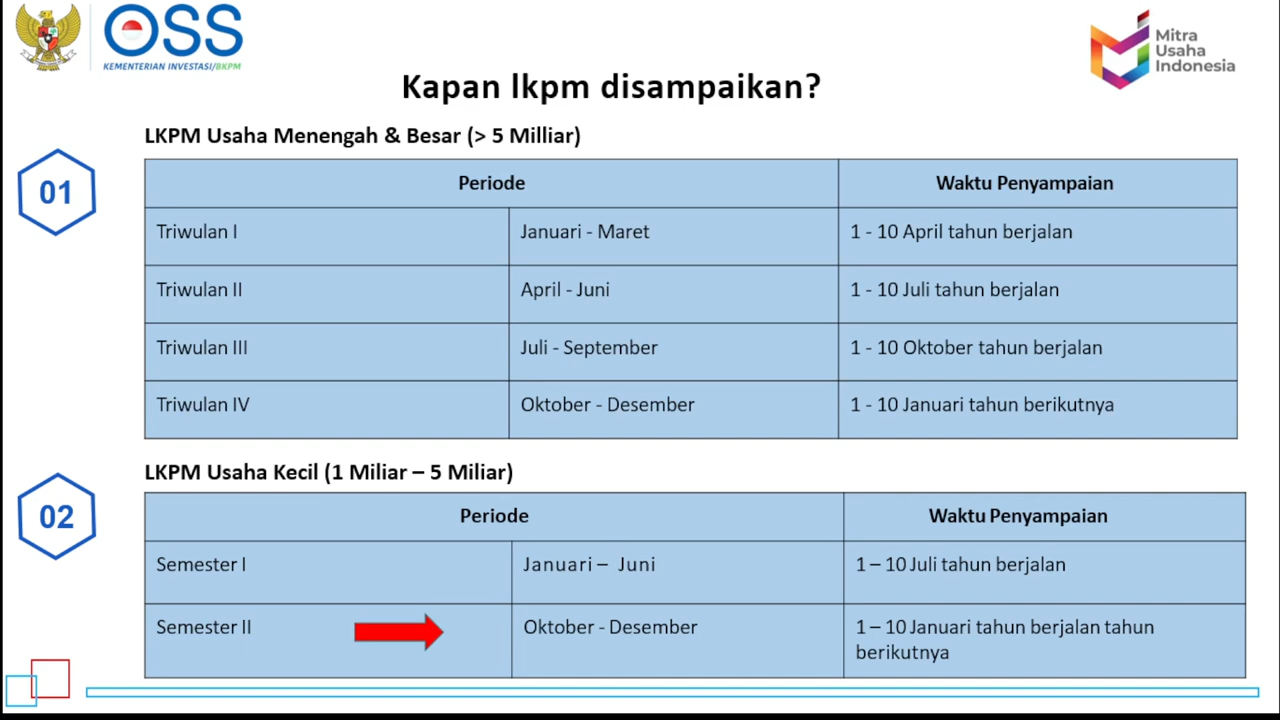 OSS
KEMENTERIAN INVESTASI/BKPM
Mitra
Usaha
Indonesia
Kapan lkpm disampaikan?
01
LKPM Usaha Menengah & Besar (> 5 Milliar)
Periode Waktu Penyampaian
Triwulan I Januari - Maret 1 - 10 April tahun berjalan
Triwulan II April - Juni 1 - 10 Juli tahun berjalan
Triwulan III Juli - September 1 - 10 Oktober tahun berjalan
Triwulan IV Oktober - Desember 1 - 10 Januari tahun berikutnya
02
LKPM Usaha Kecil (1 Miliar – 5 Miliar)
Periode Waktu Penyampaian
Semester I Januari – Juni 1 – 10 Juli tahun berjalan
Semester II Oktober - Desember 1 – 10 Januari tahun berjalan tahun
berikutnya